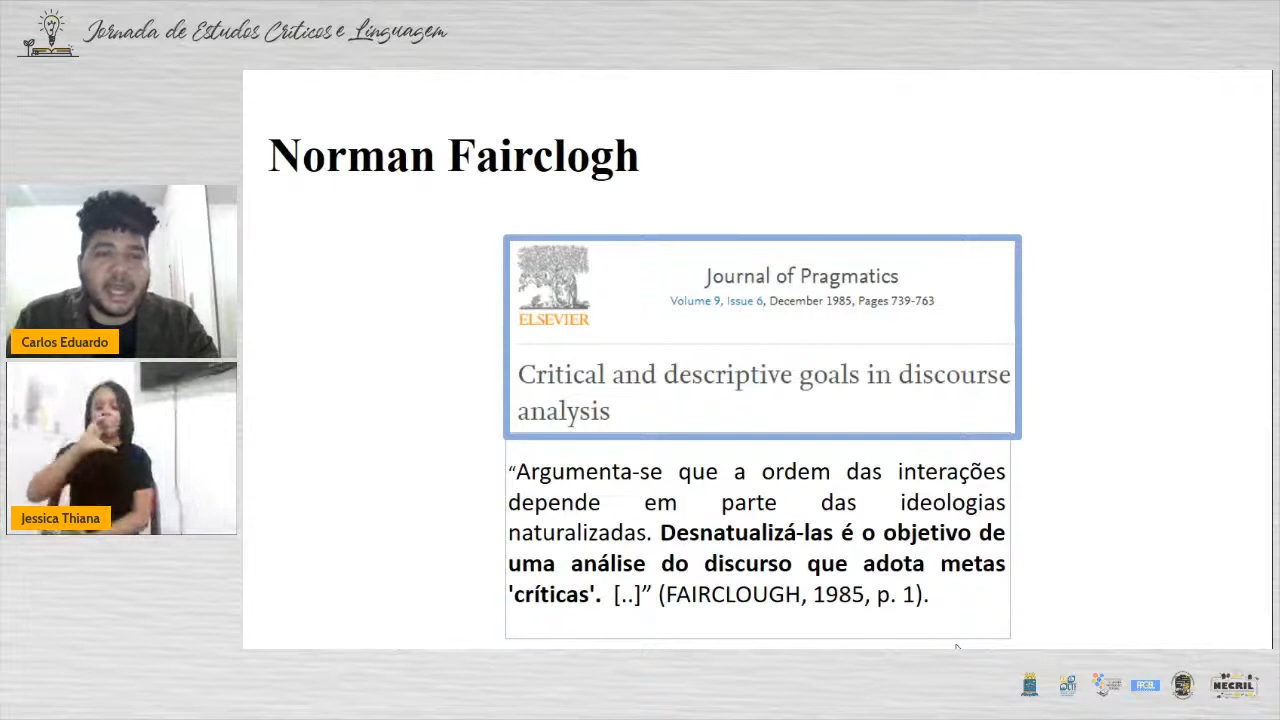 Jornada de Estudos Críticos e Linguagem
Norman Fairclogh
Carlos Eduardo
Jessica Thiana
ELSEVIER
Journal of Pragmatics
Volume 9, Issue 6, December 1985, Pages 739-763
Critical and descriptive goals in discourse
analysis
“Argumenta-se que a ordem das interações
depende em parte das ideologias
naturalizadas. Desnatualizá-las é o objetivo de
uma análise do discurso que adota metas
'críticas'. [..]” (FAIRCLOUGH, 1985, p. 1).
NECRIL